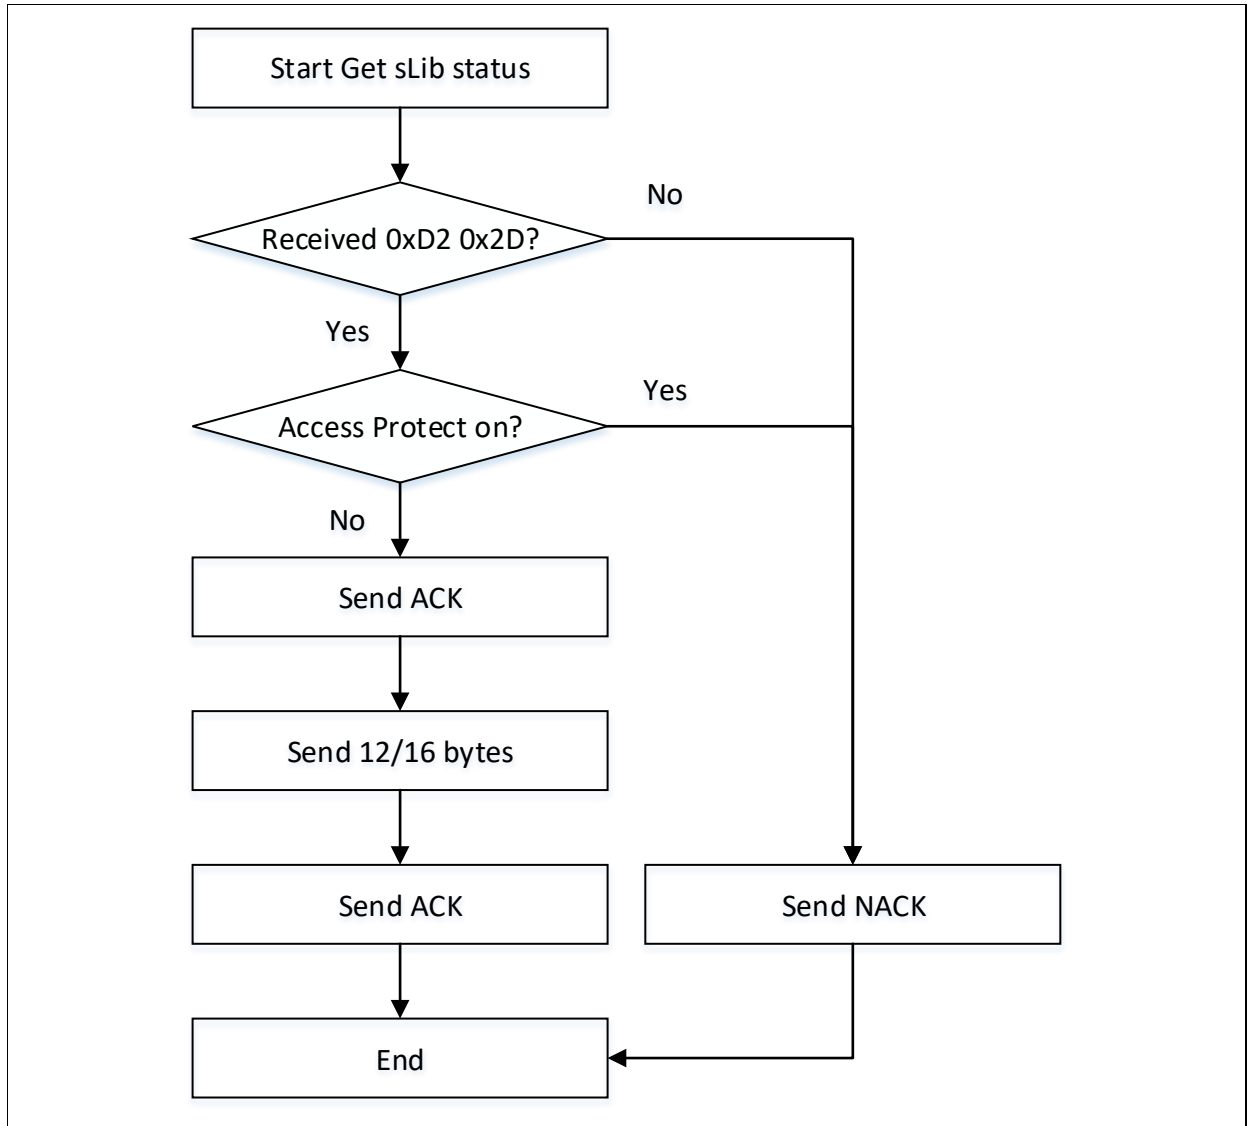 Start Get sLib status
No
Received 0xD2 0x2D?
Yes
Yes
Access Protect on?
No
Send ACK
Send 12/16 bytes
Send ACK
Send NACK
End